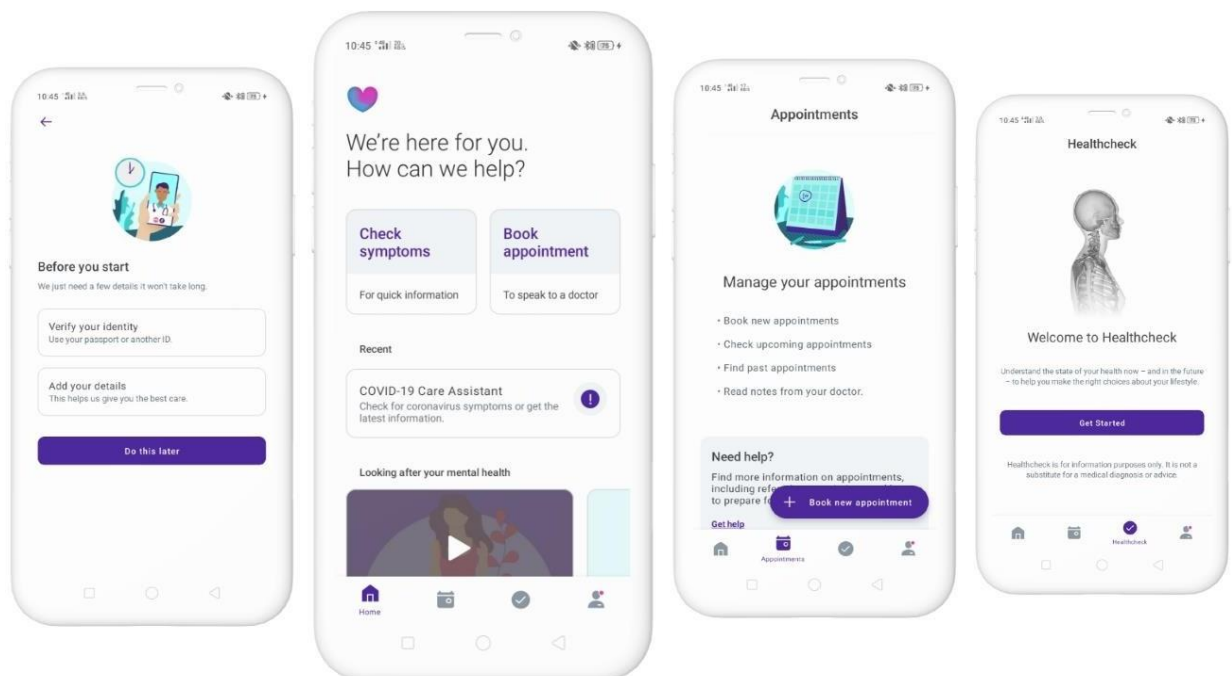 10:45
Before you start
We just need a few details it won't take long.
Verify your identity
Use your passport or another ID.
Add your details
This helps us give you the best care.
Do this later
10:45
We're here for you.
How can we help?
Check
symptoms
For quick information
Book
appointment
To speak to a doctor
Recent
COVID-19 Care Assistant
Check for coronavirus symptoms or get the
latest information.
Looking after your mental health
Home
10:45
Appointments
Manage your appointments
• Book new appointments
• Check upcoming appointments
• Find past appointments
• Read notes from your doctor.
Need help?
Find more information on appointments,
including
to prepare
+ Book new appointment
Get help
Appointments
10:45
Healthcheck
Welcome to Healthcheck
Understand the state of your health now – and in the future
– to help you make the right choices about your lifestyle.
Get Started
Healthcheck is for information purposes only. It is not a
substitute for a medical diagnosis or advice.
Healthcheck